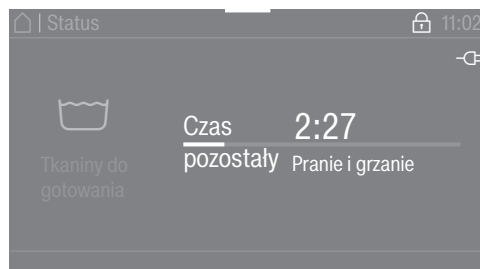 | Status
11:02
Czas
pozostały
2:27
Pranie i grzanie
Tkaniny do
gotowania